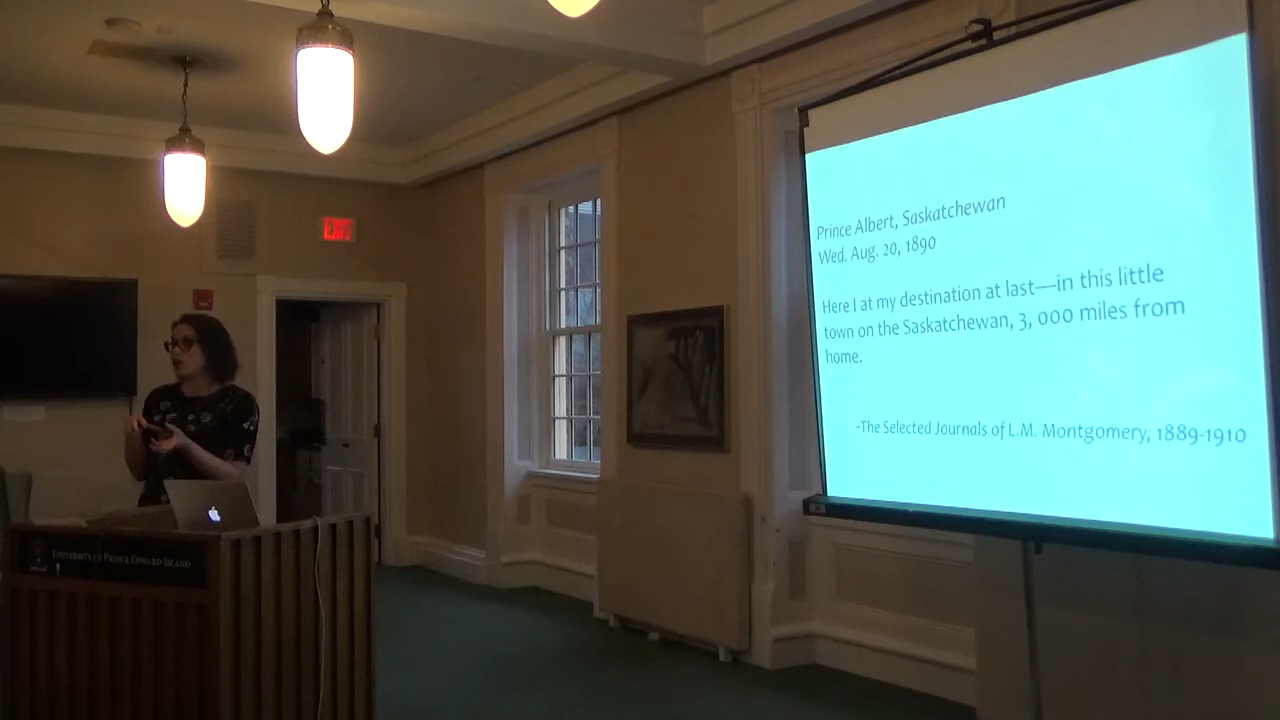 EXIT
Prince Albert, Saskatchewan
Wed. Aug. 20, 1890
Here I at my destination at last—in this little
town on the Saskatchewan, 3, 000 miles from
home.
-The Selected Journals of L.M. Montgomery, 1889-1910
UNIVERSITY OF PRINCE EDWARD ISLAND